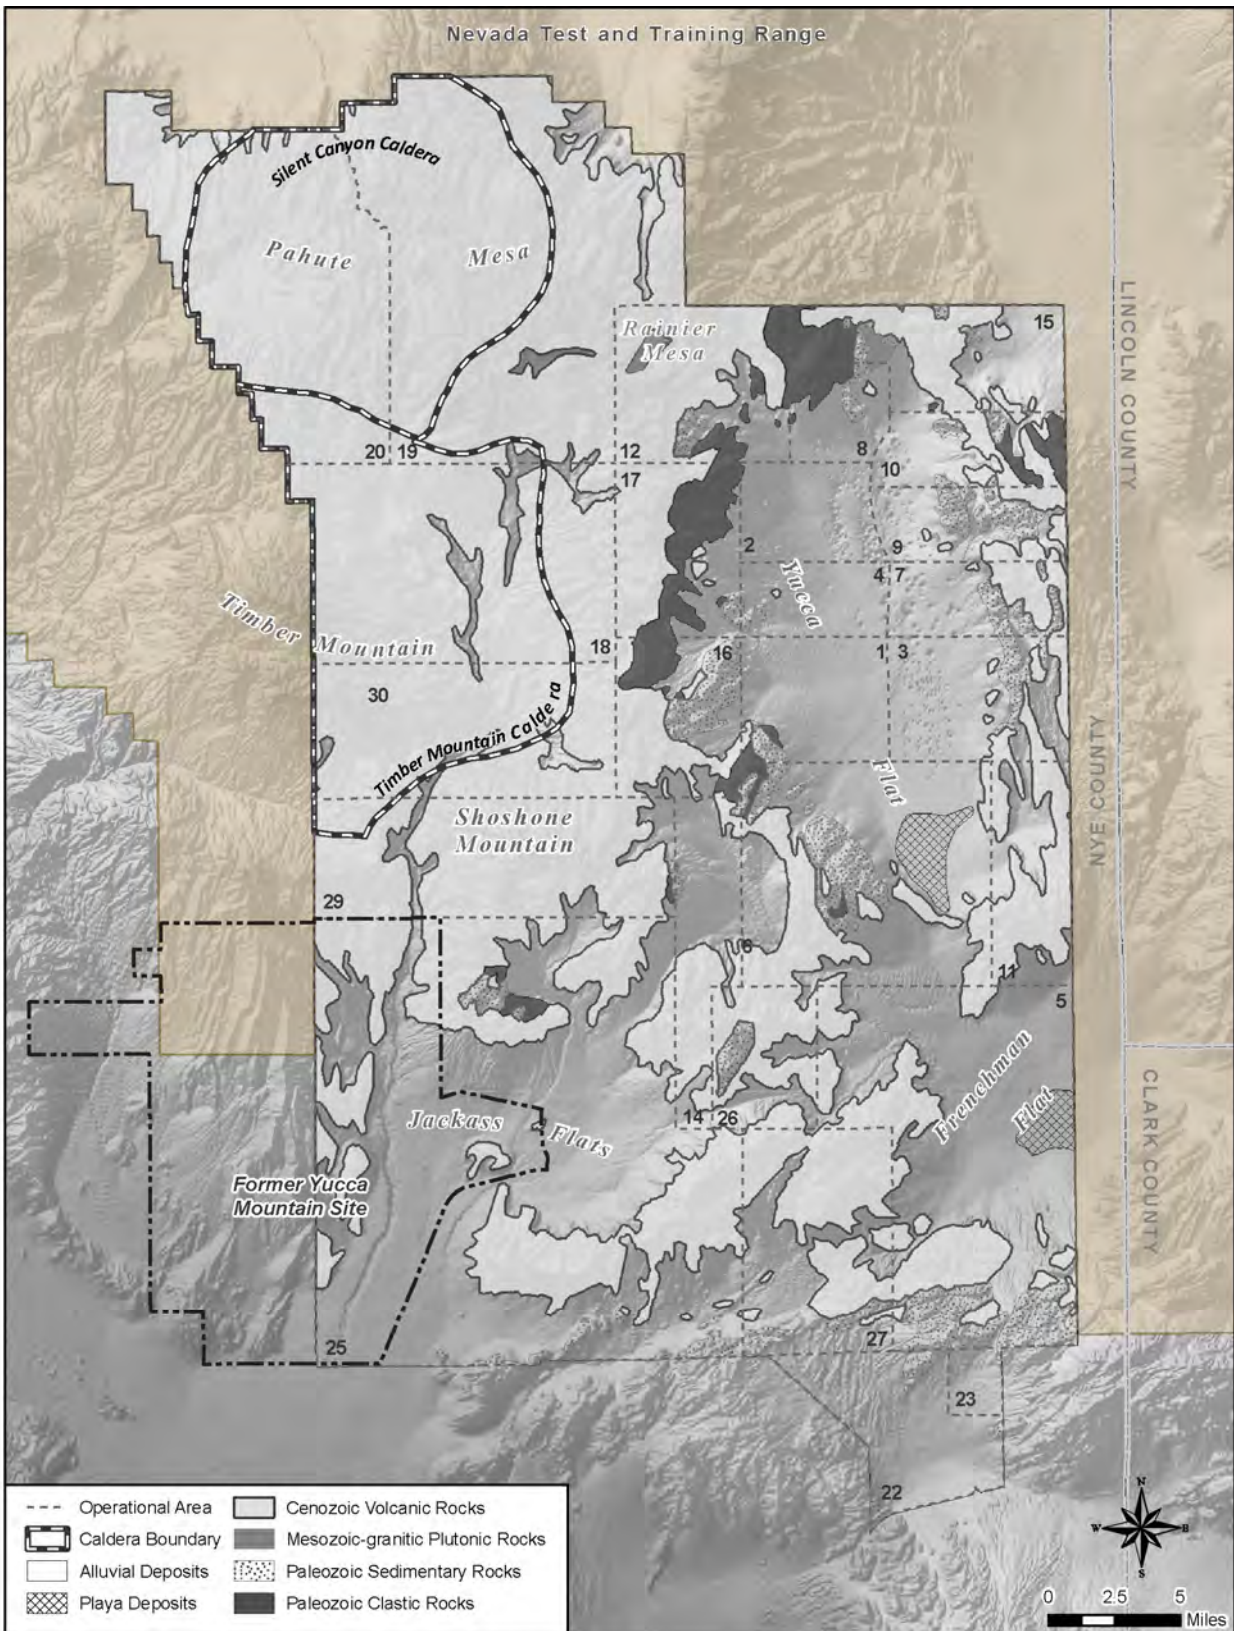 Nevada Test and Training Range
Silent Canyon Caldera
Pahute Mesa
Rainier
Mesa
15
LINCOLN COUNTY
20 19
12
17
8
10
2
9
4 7
Yucca
Timber Mountain
18
16
1 3
30
Timber Mountain Caldera
NYE COUNTY
Flat
Shoshone
Mountain
29
6
11
5
CLARK COUNTY
Frenchman
Flat
Jackass Flats
14 26
Former Yucca
Mountain Site
25
27
23
22
Operational Area
Caldera Boundary
Alluvial Deposits
Playa Deposits
Cenozoic Volcanic Rocks
Mesozoic-granitic Plutonic Rocks
Paleozoic Sedimentary Rocks
Paleozoic Clastic Rocks
N
W E
S
0 2.5 5
Miles